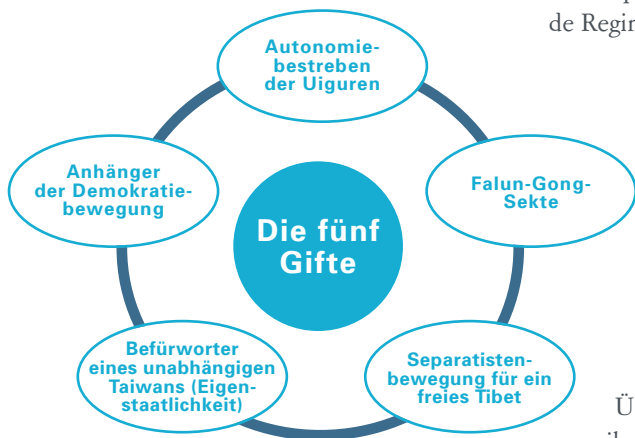 de Regim
Autonomie-
bestreben
der Uiguren
Anhänger
der Demokratie-
bewegung
Falun-Gong-
Sekte
Die fünf
Gifte
Befürworter
eines unabhängigen
Taiwans (Eigen-
staatlichkeit)
Separatisten-
bewegung für ein
freies Tibet
Ü